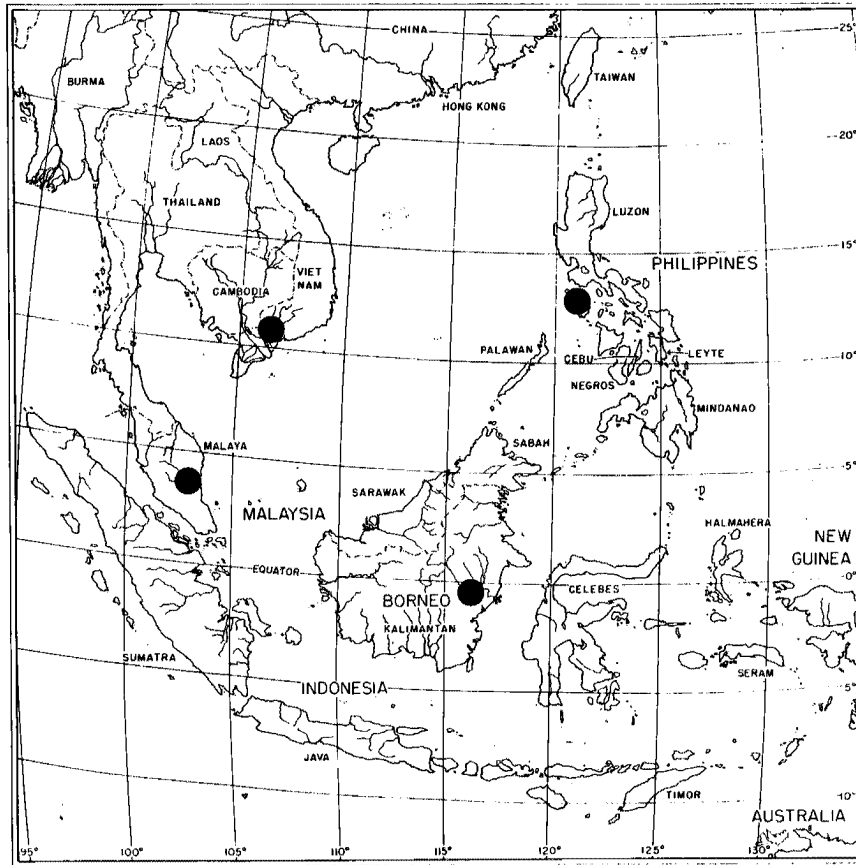 CHINA
25°
BURMA
TAIWAN
HONG KONG
20°
LAOS
THAILAND
LUZON
15°
VIET
NAM
PHILIPPINES
CAMBODIA
PALAWAN
CEBU
LEYTE
10°
NEGROS
MINDANAO
MALAYA
SABAH
5°
SARAWAK
MALAYSIA
HALMAHERA
NEW
GUINEA
EQUATOR
0°
BORNEO
CELEBES
KALIMANTAN
SUMATRA
SERAM
INDONESIA
5°
JAVA
TIMOR
10°
AUSTRALIA
95° 100° 105° 110° 115° 120° 125° 130°